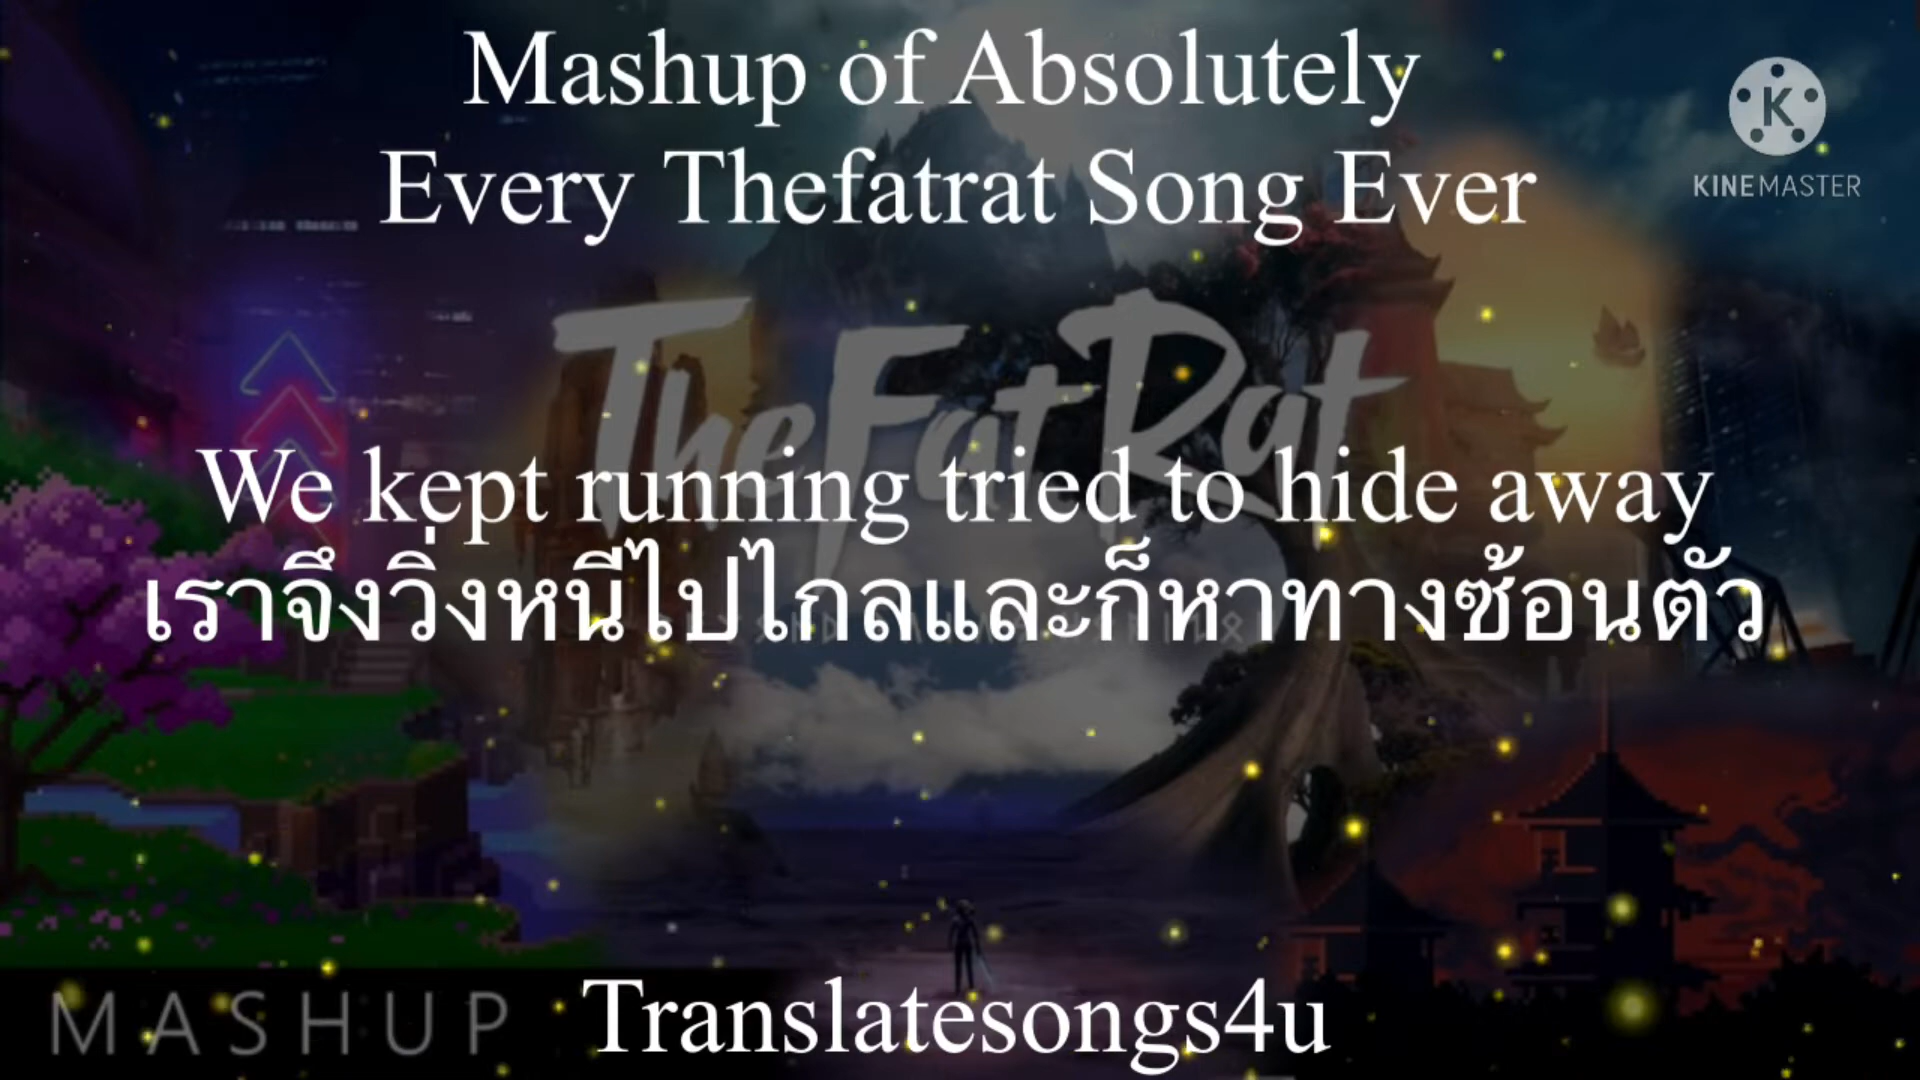 Mashup of Absolutely
Every Thefatrat Song Ever
K
KINEMASTER
TheFatRat
We kept running tried to hide away
เราจึงวิ่งหนีไปไกลและก็หาทางซ้อนตัว
MASHUP
Translatesongs4u